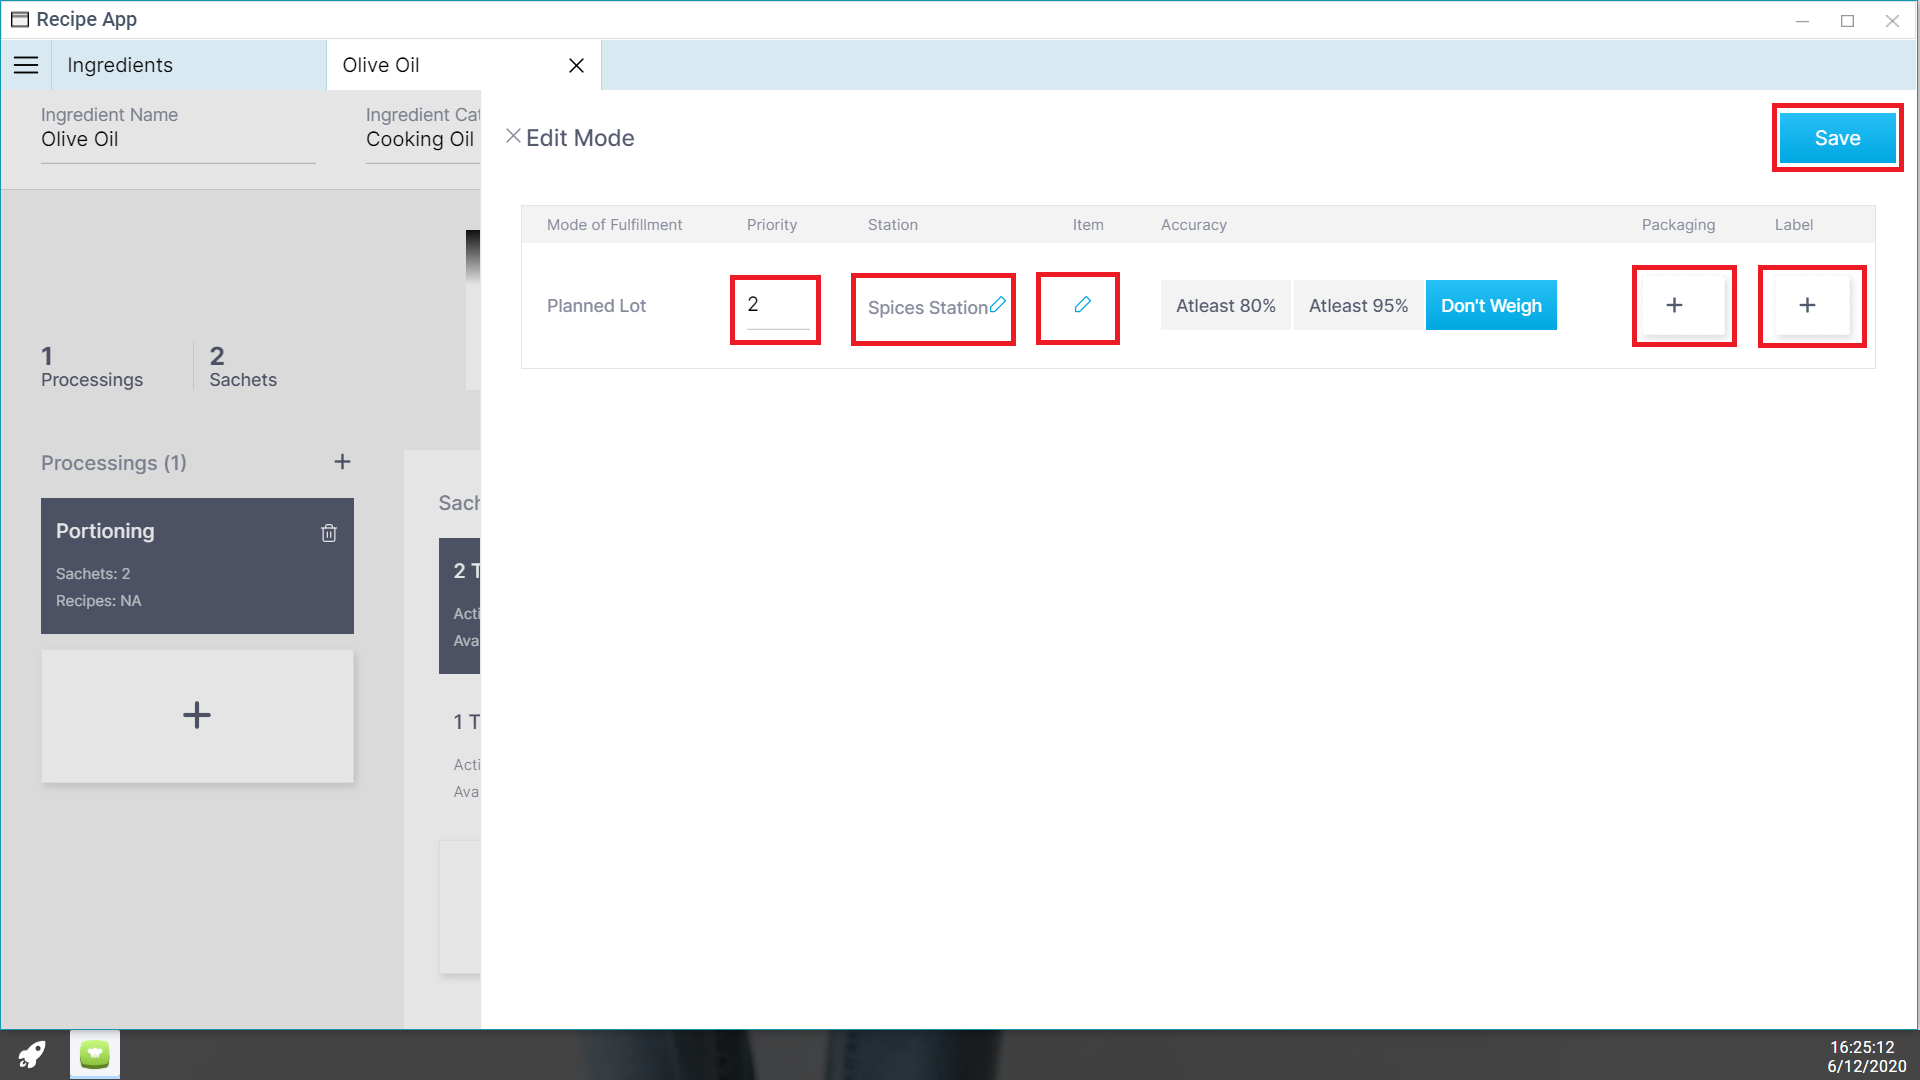 Recipe App
Ingredients
Olive Oil
Ingredient Name
Olive Oil
Ingredient Cat
Cooking Oil
Edit Mode
Save
Mode of Fulfillment Priority Station Item Accuracy Packaging Label
Planned Lot 2 Spices Station Atleast 80% Atleast 95% Don't Weigh + +
1
Processings
2
Sachets
Processings (1) +
Portioning
Sachets: 2
Recipes: NA
+
Sach
2 T
Acti
Ava
1 T
Acti
Ava
16:25:12
6/12/2020